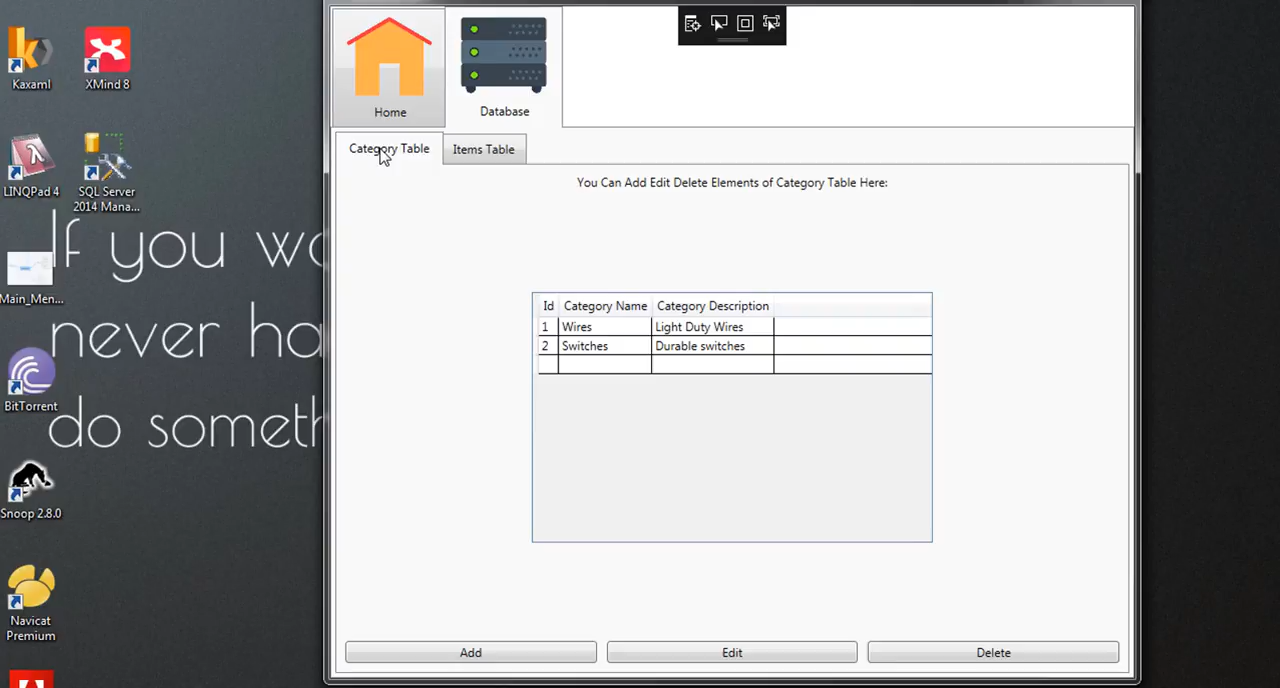 Kaxaml
XMind 8
LINQPad 4
SQL Server
2014 Mana...
If you wo
Main_Men...
never ha
BitTorrent
do someth
Snoop 2.8.0
Navicat
Premium
Home
Database
Category Table
Items Table
You Can Add Edit Delete Elements of Category Table Here:
Id Category Name Category Description
1 Wires Light Duty Wires
2 Switches Durable switches
Add
Edit
Delete